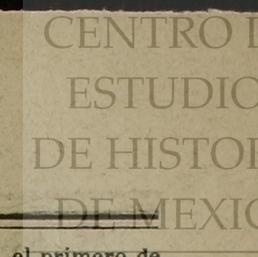 CENTRO
ESTUDIO
DE HISTO
DE MEXIC
el primero de